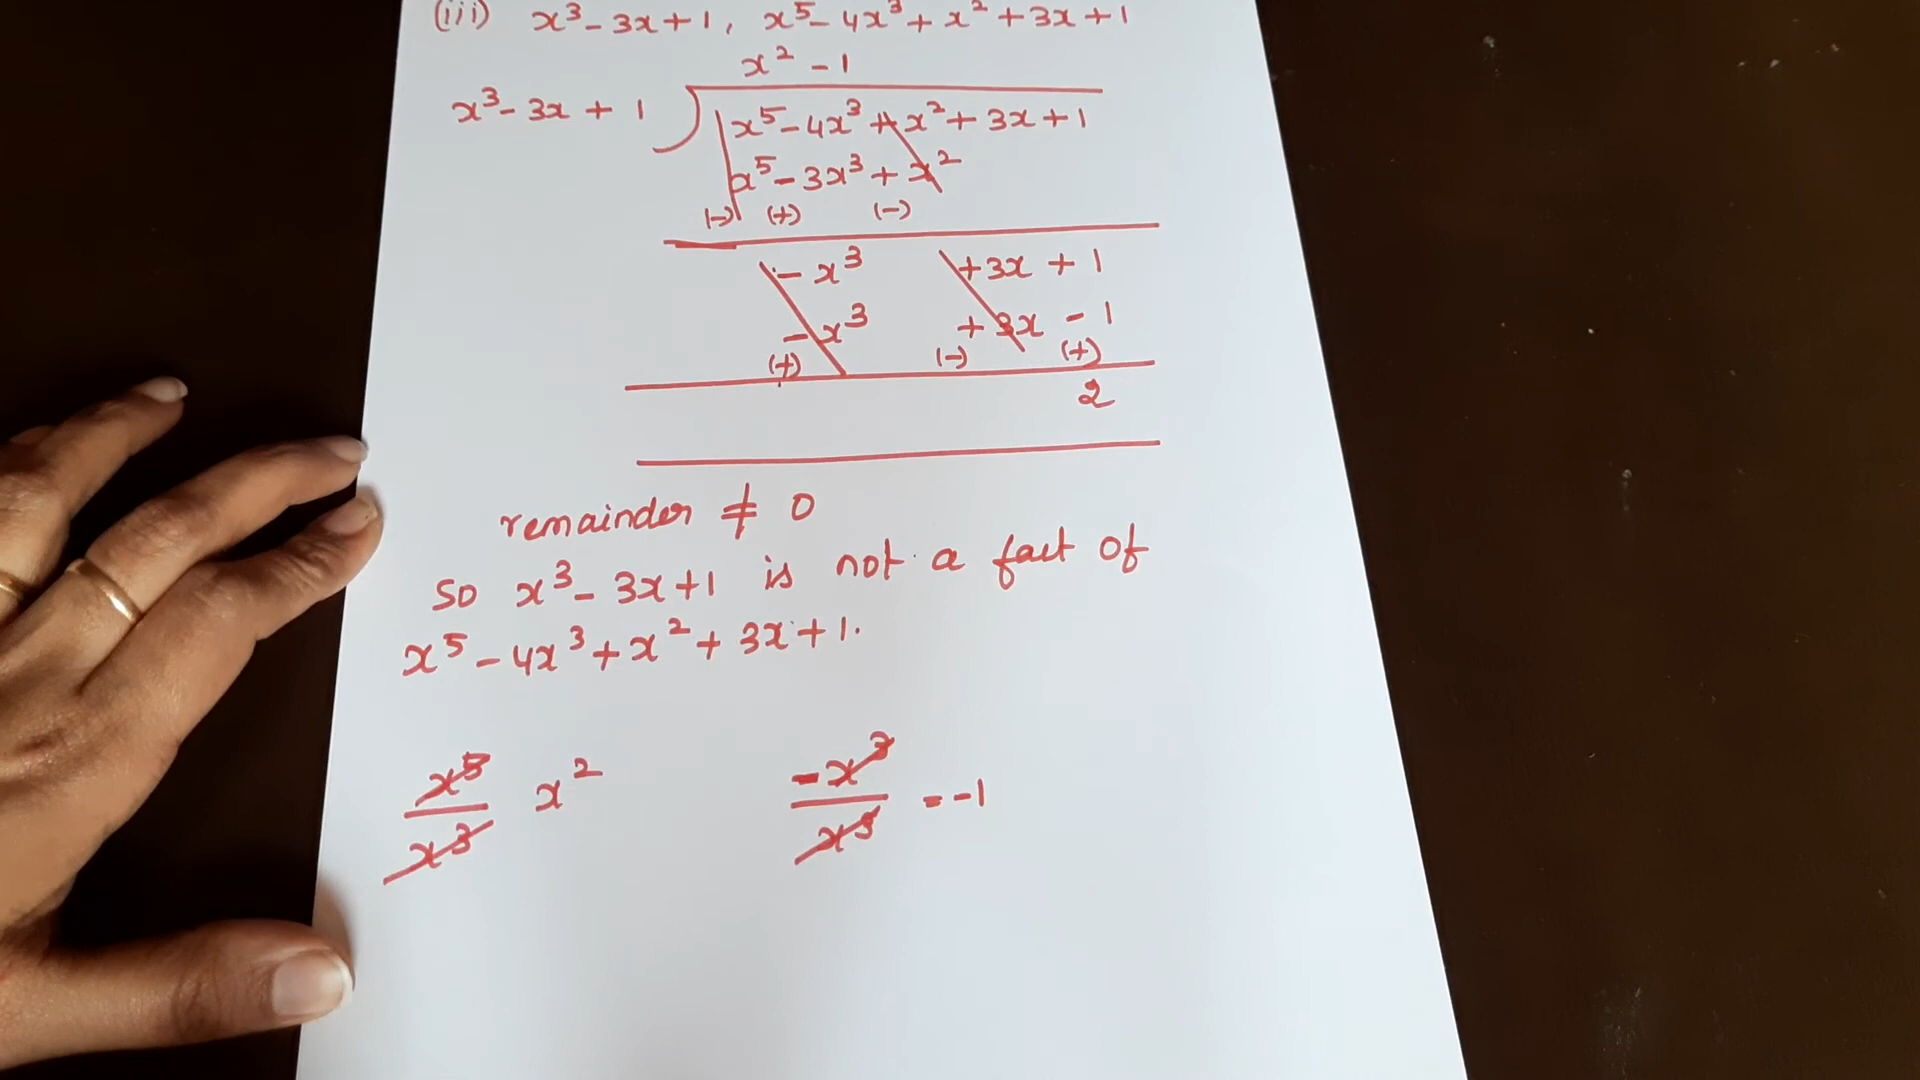 (iii) x³ - 3x + 1, x⁵ - 4x³ + x² + 3x + 1
x² - 1
x³ - 3x + 1 ) x⁵ - 4x³ + x² + 3x + 1
x⁵ - 3x³ + x²
(-) (+) (-)
- x³ + 3x + 1
- x³ + 3x - 1
(+) (-) (+)
2
remainder ≠ 0
so x³ - 3x + 1 is not a fact of
x⁵ - 4x³ + x² + 3x + 1.
x⁵/x³ x² -x³/x³ = -1